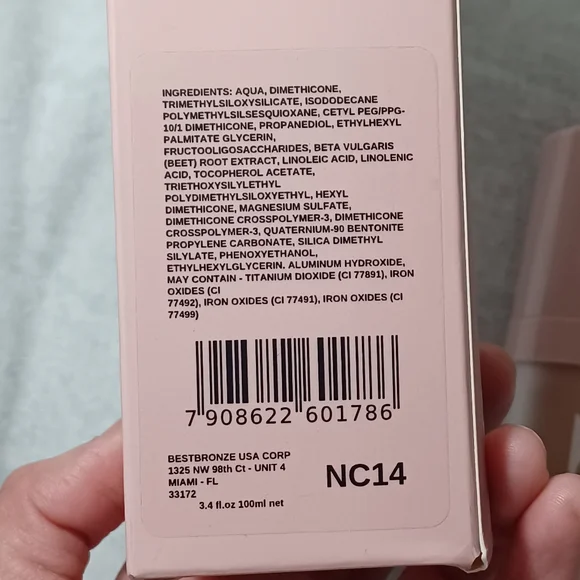 INGREDIENTS: AQUA, DIMETHICONE,
TRIMETHYLSILOXYSILICATE, ISODODECANE
POLYMETHYLSILSESQUIOXANE, CETYL PEG/PPG-
10/1 DIMETHICONE, PROPANEDIOL, ETHYLHEXYL
PALMITATE GLYCERIN,
FRUCTOOLIGOSACCHARIDES, BETA VULGARIS
(BEET) ROOT EXTRACT, LINOLEIC ACID, LINOLENIC
ACID, TOCOPHEROL ACETATE,
TRIETHOXYSILYLETHYL
POLYDIMETHYLSILOXYETHYL, HEXYL
DIMETHICONE, MAGNESIUM SULFATE,
DIMETHICONE CROSSPOLYMER-3, DIMETHICONE
CROSSPOLYMER-3, QUATERNIUM-90 BENTONITE
PROPYLENE CARBONATE, SILICA DIMETHYL
SILYLATE, PHENOXYETHANOL,
ETHYLHEXYLGLYCERIN. ALUMINUM HYDROXIDE,
MAY CONTAIN - TITANIUM DIOXIDE (CI 77891), IRON
OXIDES (CI
77492), IRON OXIDES (CI 77491), IRON OXIDES (CI
77499)
7 908622 601786
BESTBRONZE USA CORP
1325 NW 98th Ct - UNIT 4
MIAMI - FL
33172
3.4 fl.oz 100ml net
NC14